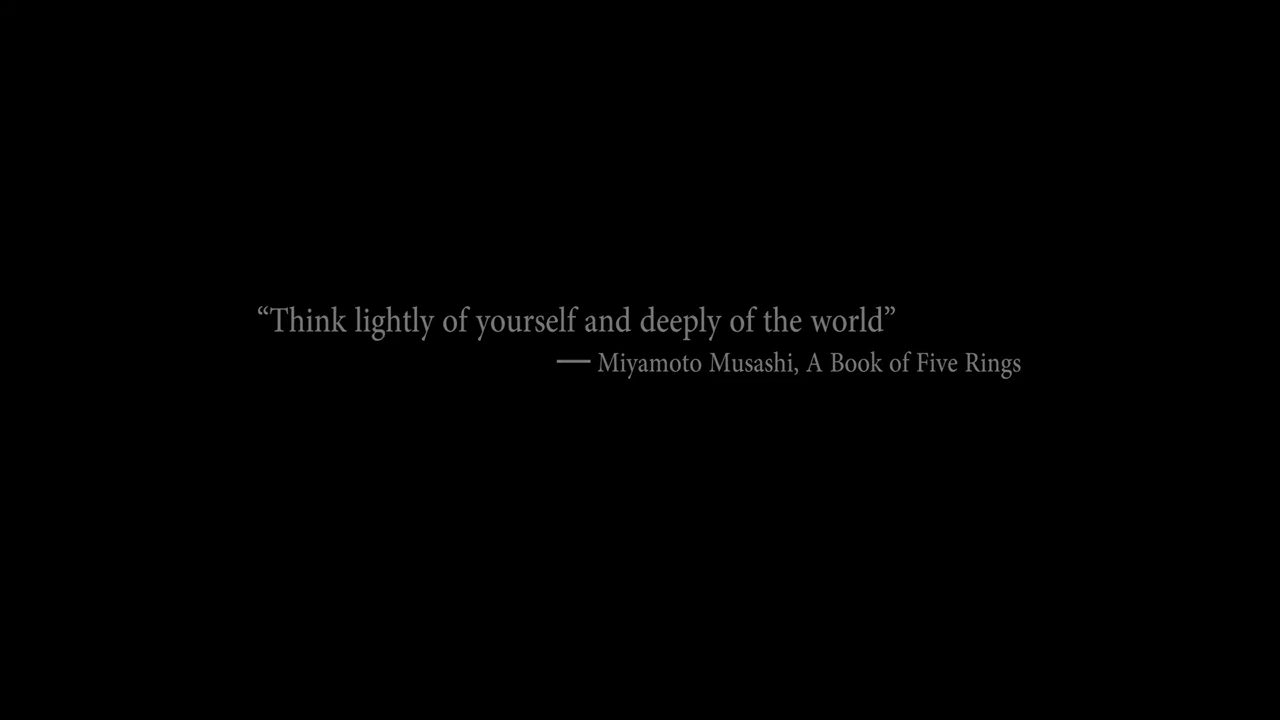 “Think lightly of yourself and deeply of the world”
— Miyamoto Musashi, A Book of Five Rings